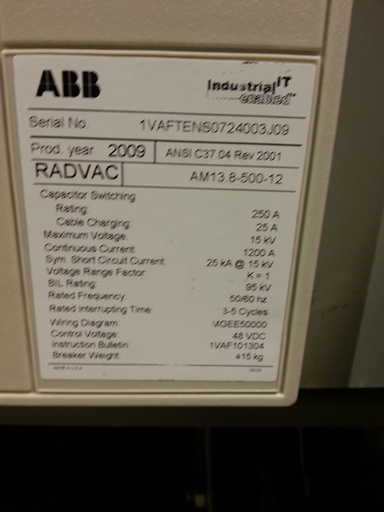 ABB
Industrial IT
enabled™
Serial No. 1VAFTENS0724003J09
Prod. year 2009 ANSI C37.04 Rev 2001
RADVAC AM13.8-500-12
Capacitor Switching
Rating: 250 A
Cable Charging: 25 A
Maximum Voltage: 15 kV
Continuous Current: 1200 A
Sym. Short Circuit Current: 25 kA @ 15 kV
Voltage Range Factor: K = 1
BIL Rating: 95 kV
Rated Frequency: 50/60 hz
Rated Interrupting Time: 3-5 Cycles
Wiring Diagram: MGEE50000
Control Voltage: 48 VDC
Instruction Bulletin: 1VAF101304
Breaker Weight: 415 kg